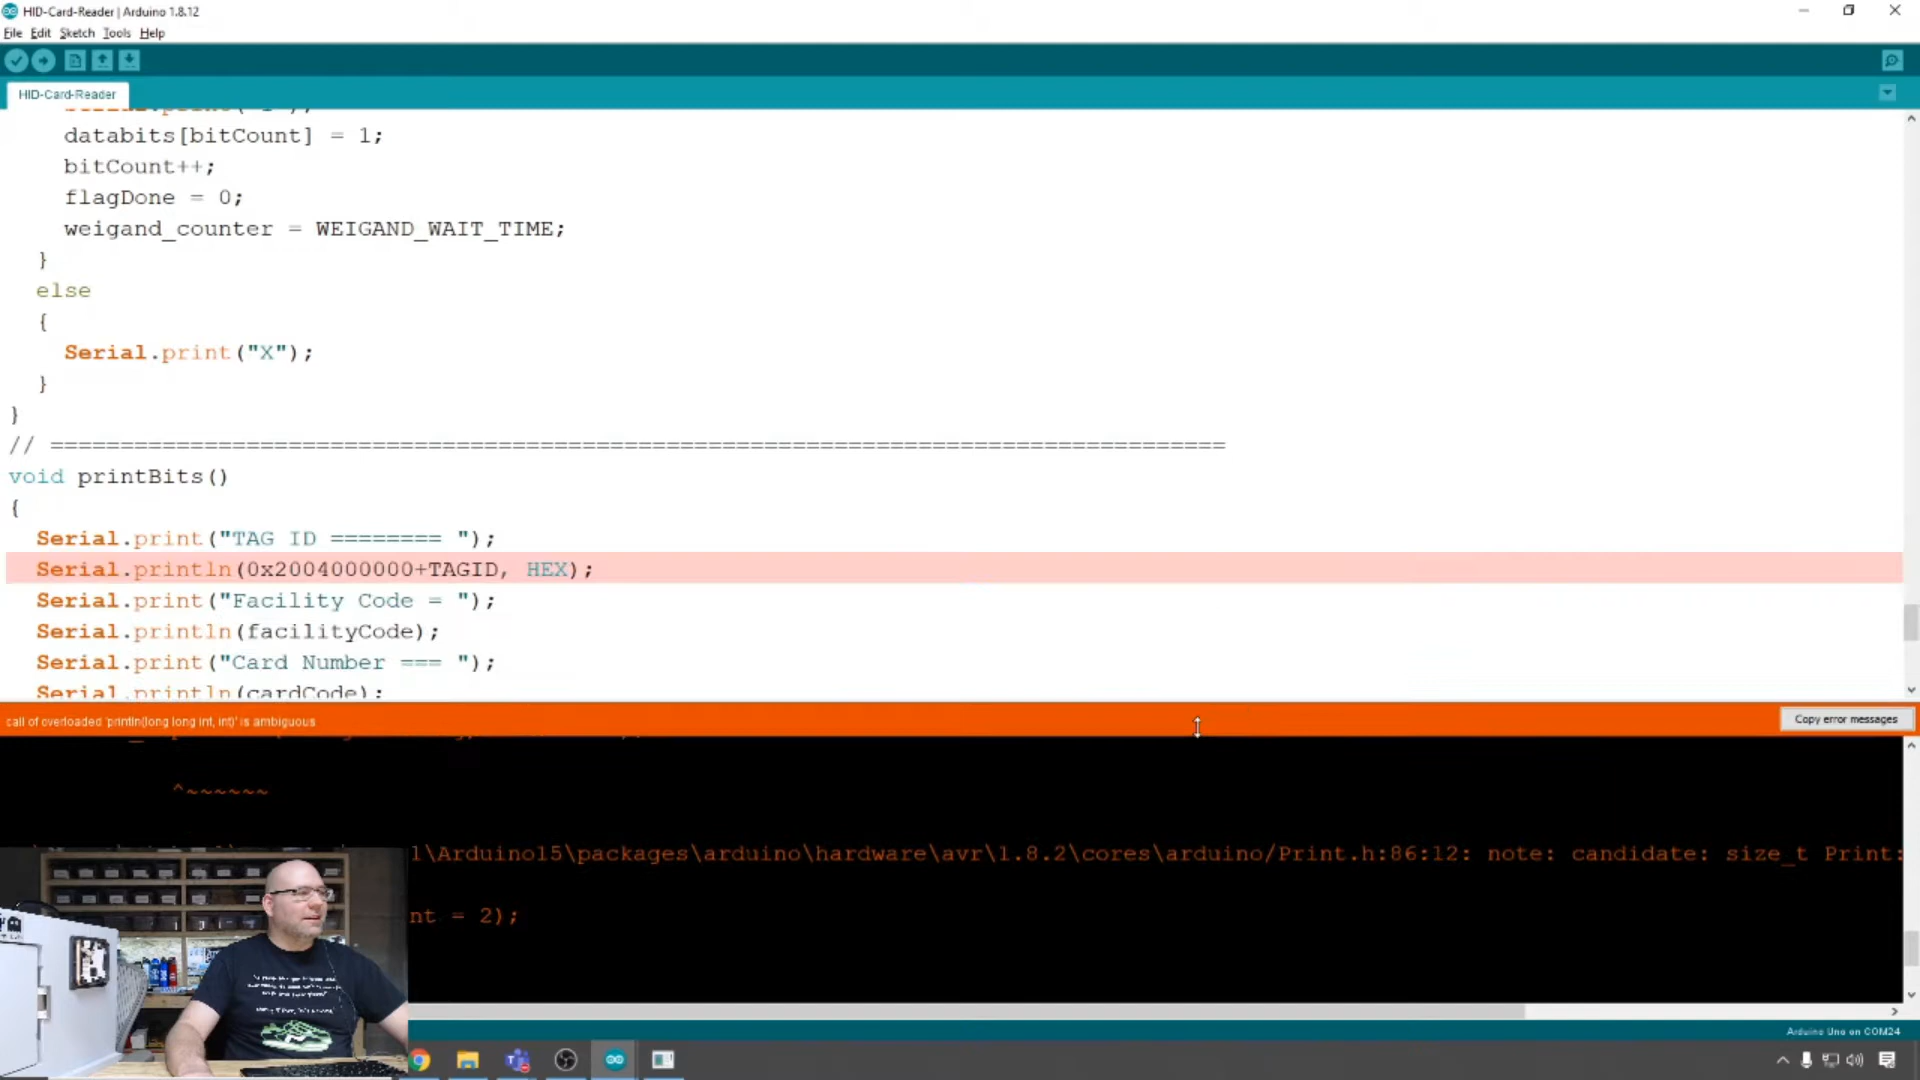 HID-Card-Reader | Arduino 1.8.12
File Edit Sketch Tools Help
HID-Card-Reader
databits[bitCount] = 1;
bitCount++;
flagDone = 0;
weigand_counter = WEIGAND_WAIT_TIME;
}
else
{
Serial.print("X");
}
}
// =====================================================================================
void printBits()
{
Serial.print("TAG ID ======== ");
Serial.println(0x2004000000+TAGID, HEX);
Serial.print("Facility Code = ");
Serial.println(facilityCode);
Serial.print("Card Number === ");
Serial.println(cardCode);
call of overloaded 'println(long long int, int)' is ambiguous
Copy error messages
^~~~~~~
l\Arduino15\packages\arduino\hardware\avr\1.8.2\cores\arduino/Print.h:86:12: note: candidate: size_t Print:
nt = 2);
Arduino Uno on COM24